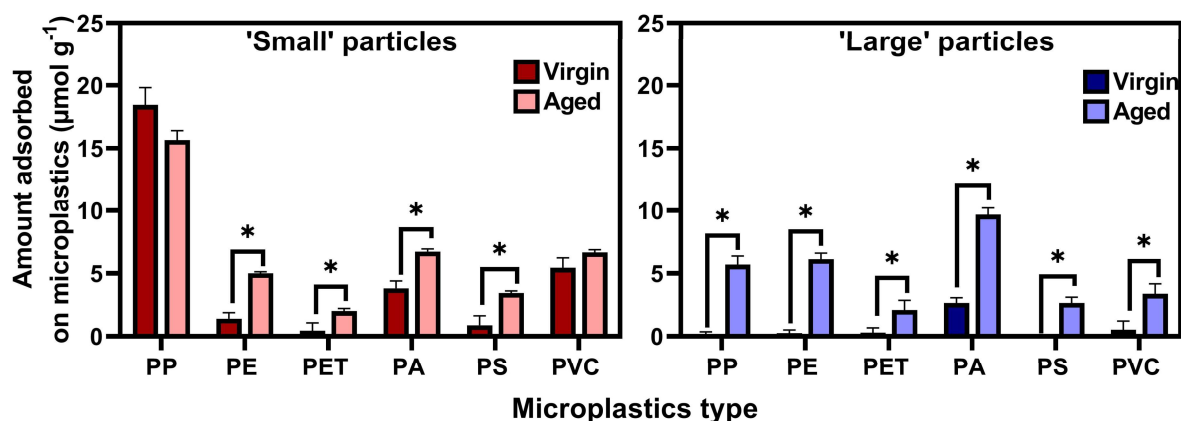 Amount adsorbed
on microplastics (µmol g⁻¹)
25
20
15
10
5
0
'Small' particles
Virgin
Aged
*
*
*
*
PP PE PET PA PS PVC
25
20
15
10
5
0
'Large' particles
Virgin
Aged
*
*
*
*
*
*
PP PE PET PA PS PVC
Microplastics type